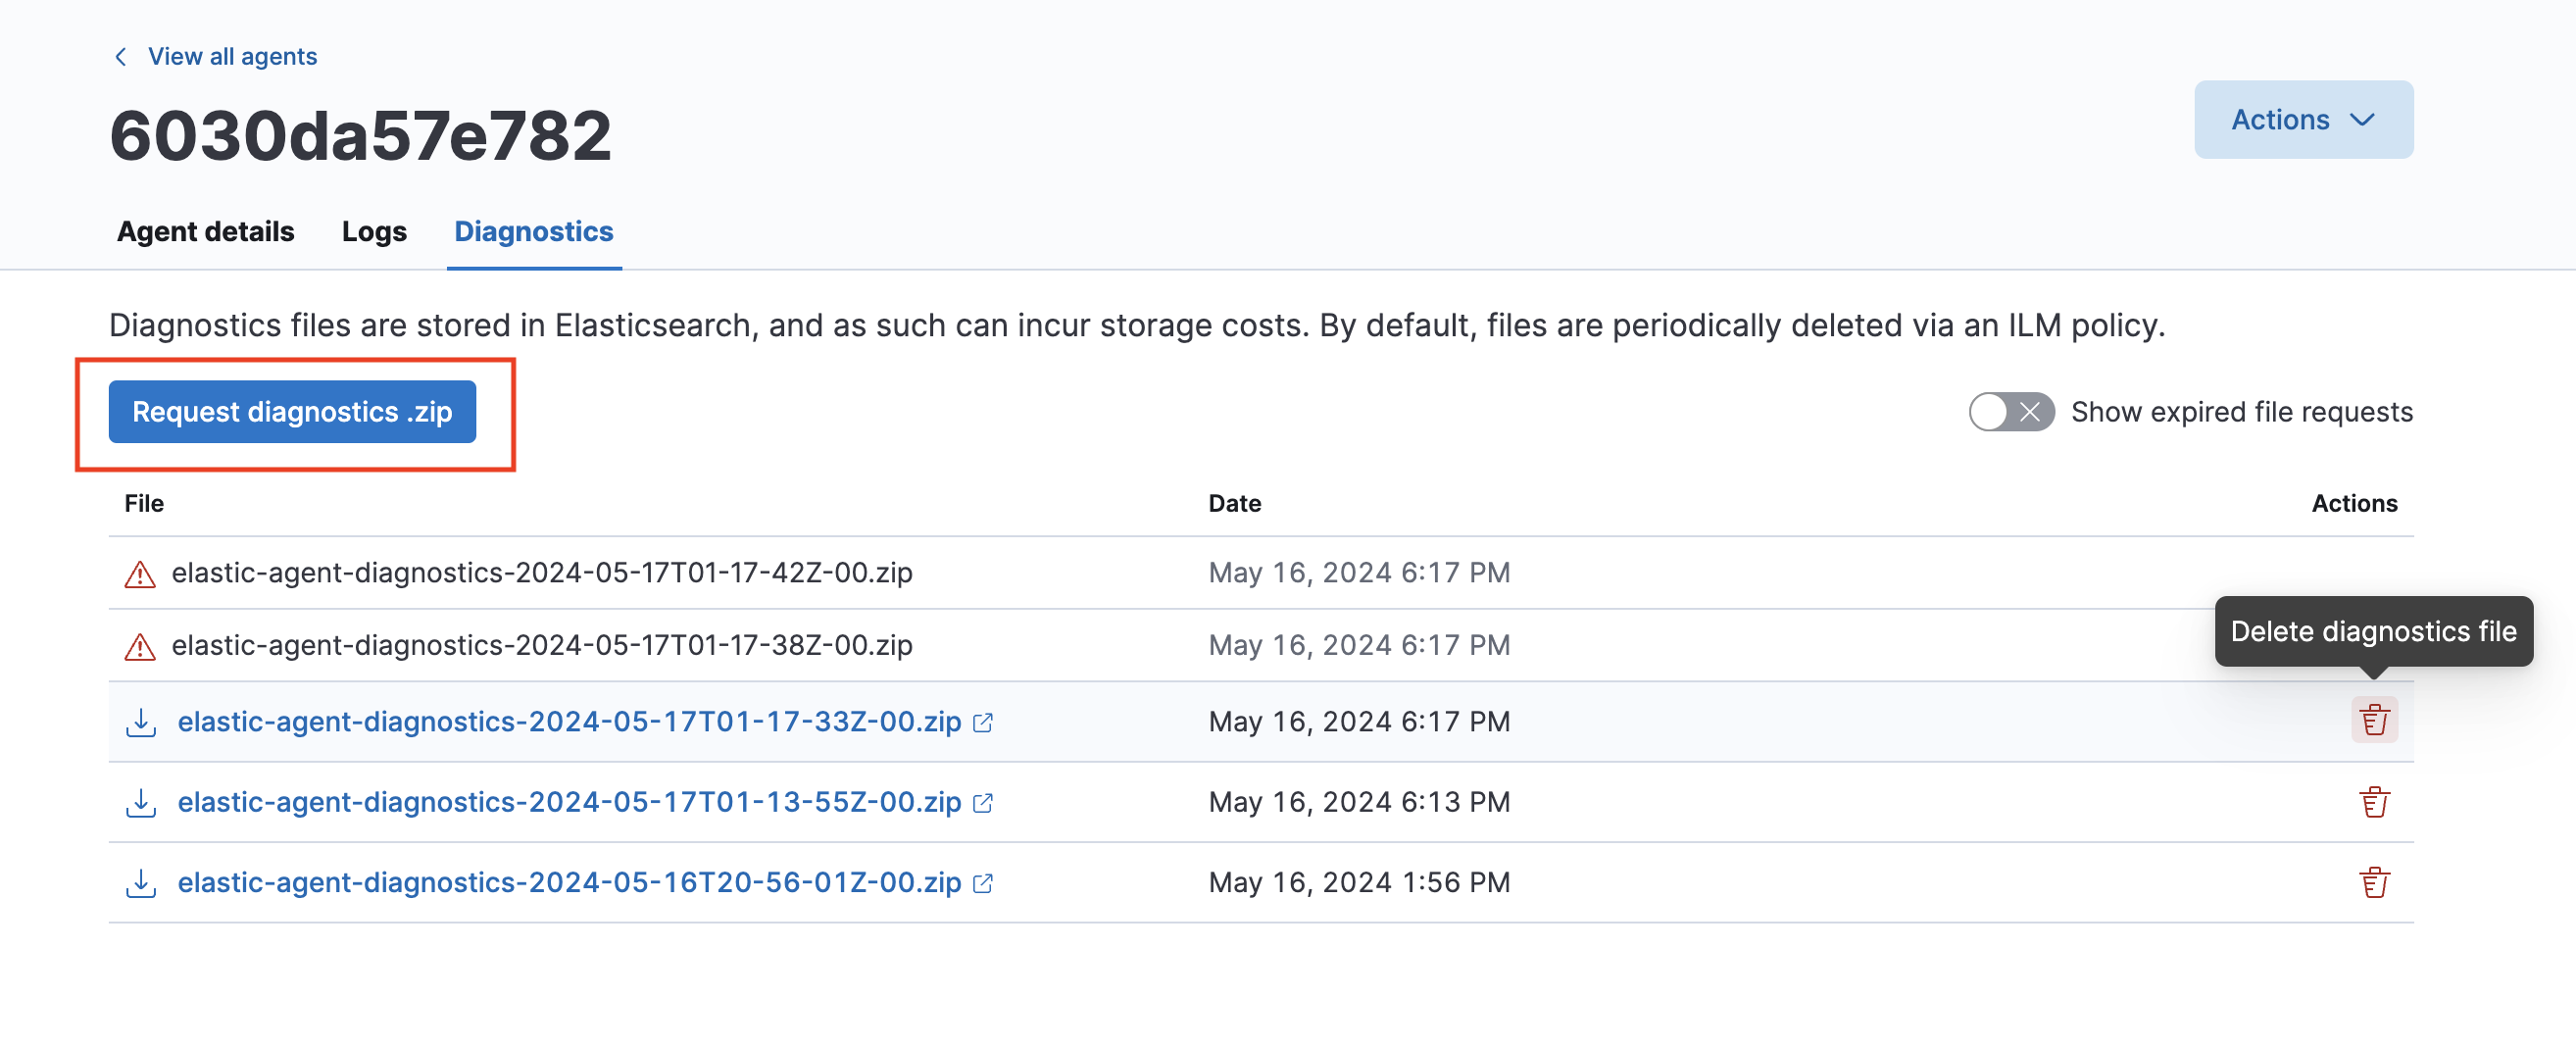 View all agents
6030da57e782
Actions
Agent details Logs Diagnostics
Diagnostics files are stored in Elasticsearch, and as such can incur storage costs. By default, files are periodically deleted via an ILM policy.
Request diagnostics .zip
Show expired file requests
File Date Actions
elastic-agent-diagnostics-2024-05-17T01-17-42Z-00.zip May 16, 2024 6:17 PM
elastic-agent-diagnostics-2024-05-17T01-17-38Z-00.zip May 16, 2024 6:17 PM
Delete diagnostics file
elastic-agent-diagnostics-2024-05-17T01-17-33Z-00.zip May 16, 2024 6:17 PM
elastic-agent-diagnostics-2024-05-17T01-13-55Z-00.zip May 16, 2024 6:13 PM
elastic-agent-diagnostics-2024-05-16T20-56-01Z-00.zip May 16, 2024 1:56 PM